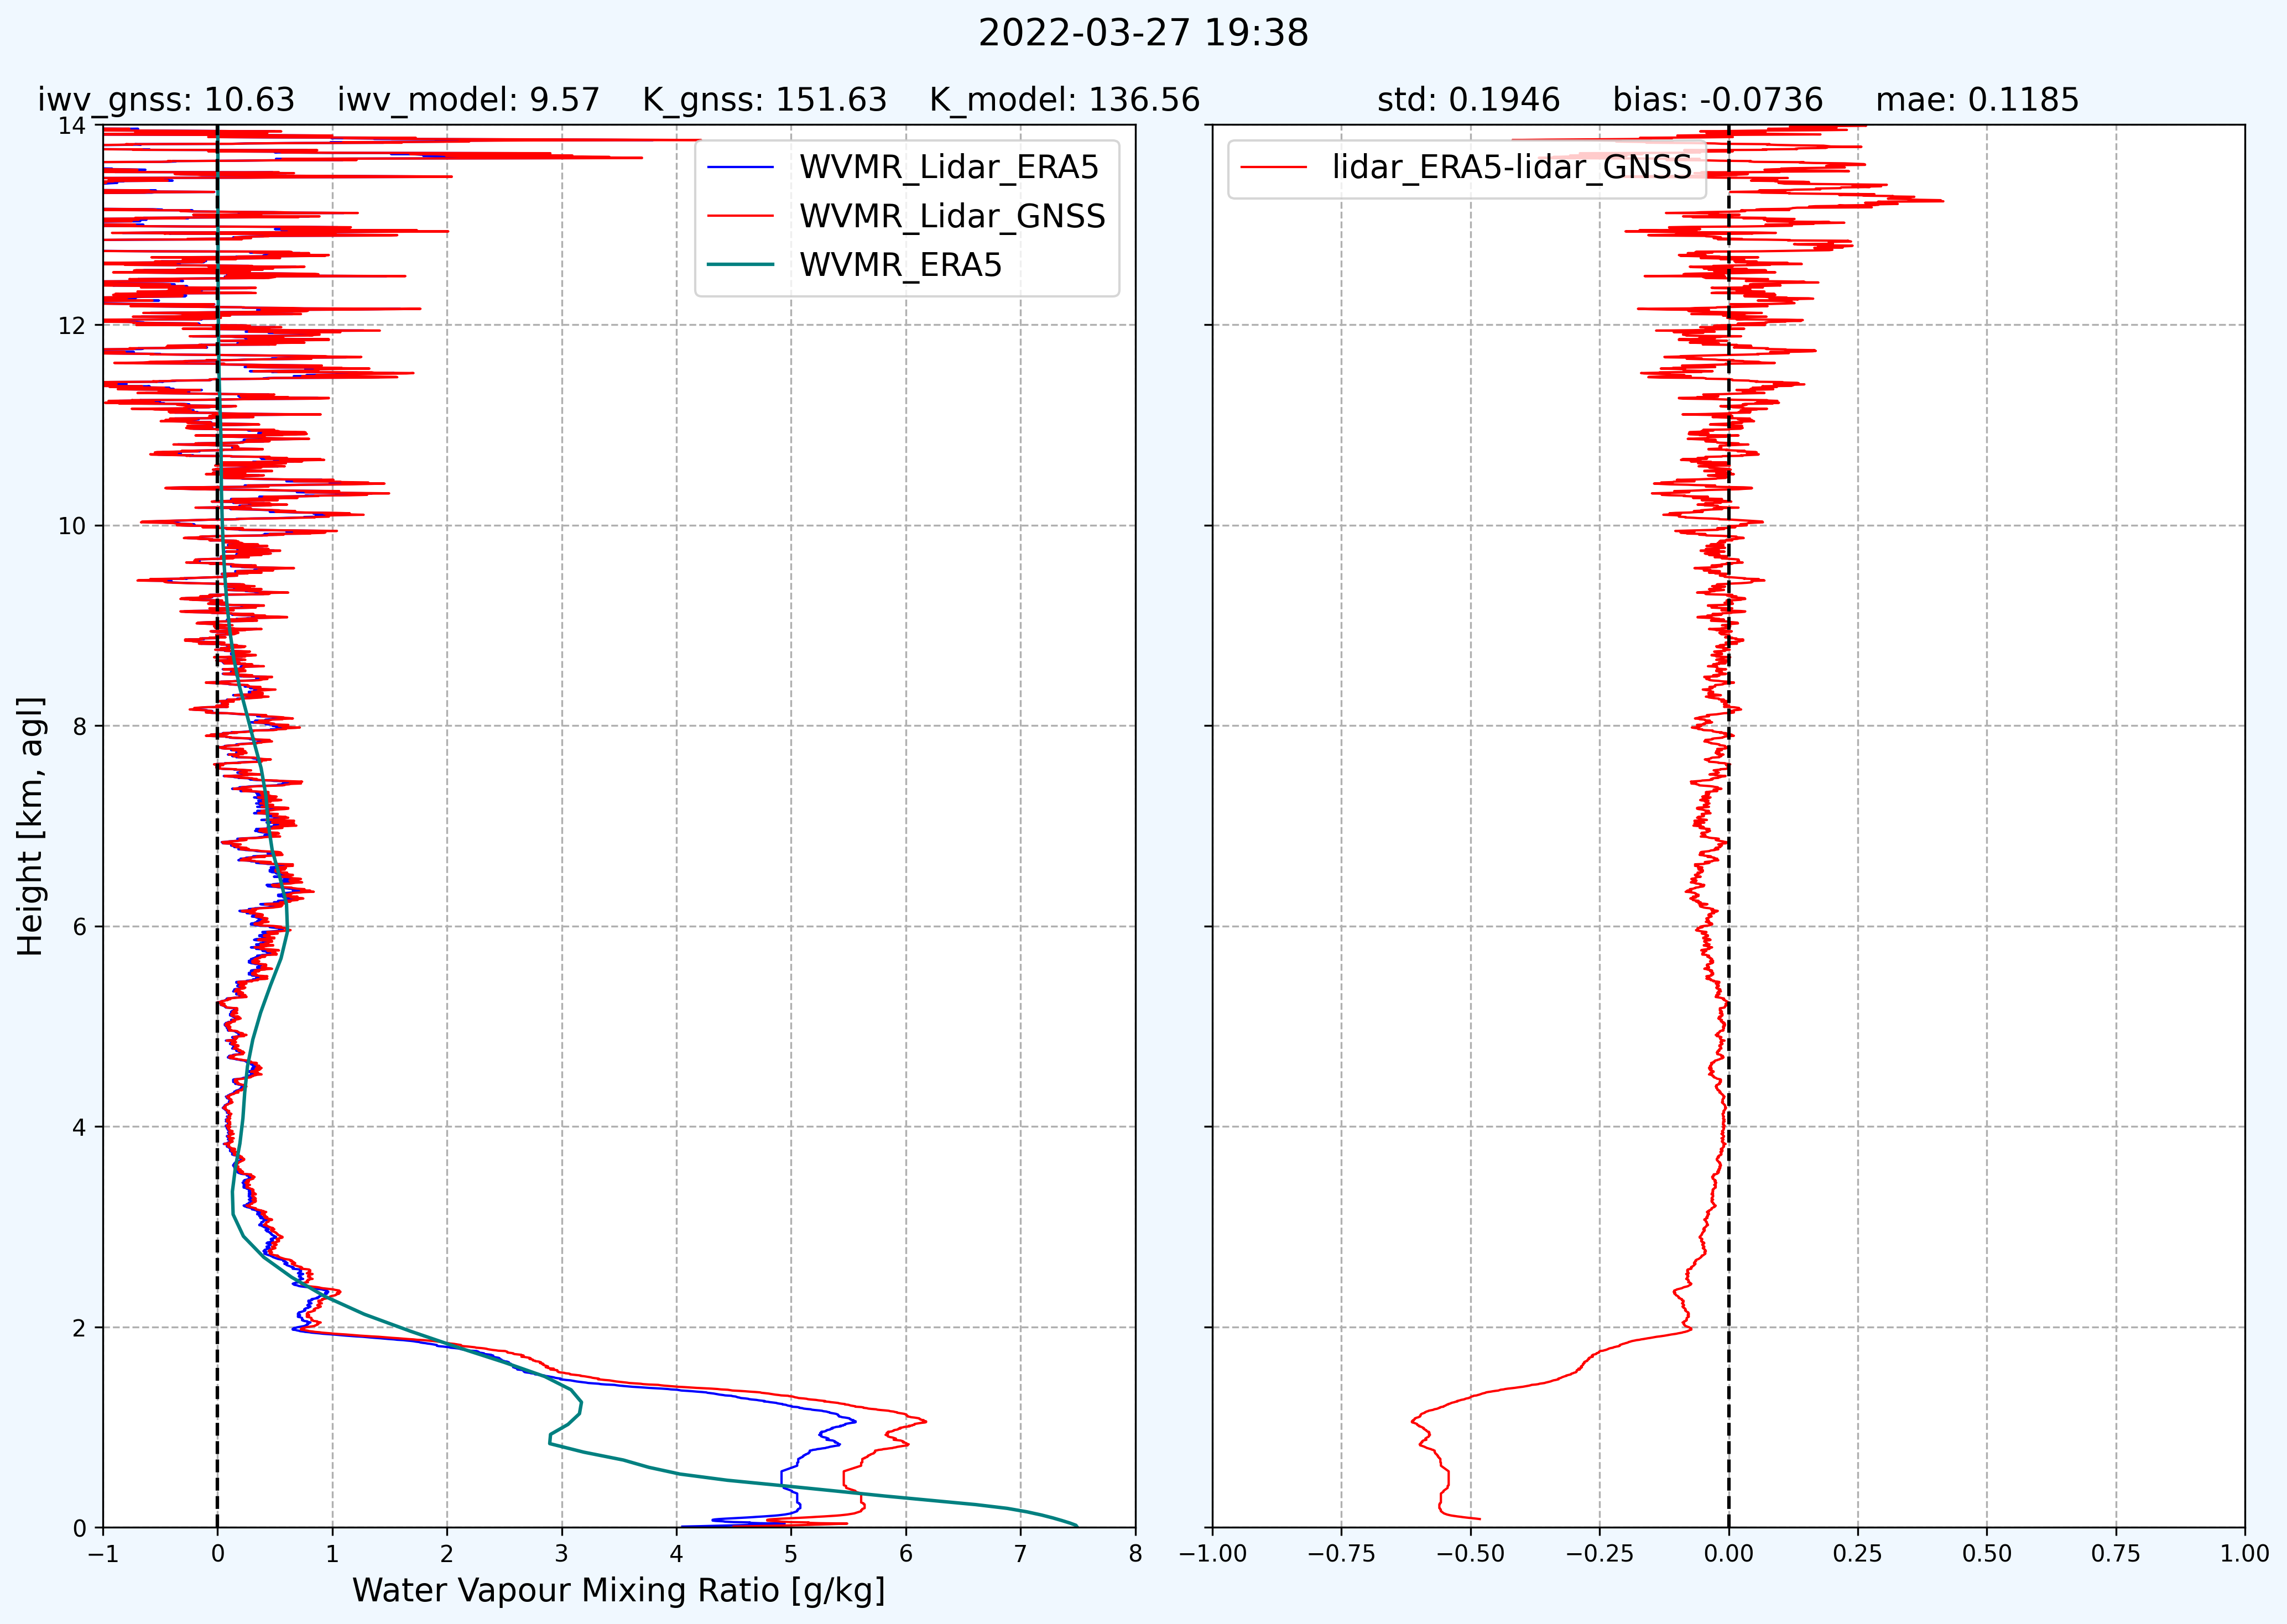 2022-03-27 19:38
iwv_gnss: 10.63 iwv_model: 9.57 K_gnss: 151.63 K_model: 136.56
std: 0.1946 bias: -0.0736 mae: 0.1185
WVMR_Lidar_ERA5
WVMR_Lidar_GNSS
WVMR_ERA5
lidar_ERA5-lidar_GNSS
Height [km, agl]
14
12
10
8
6
4
2
0
−1 0 1 2 3 4 5 6 7 8
Water Vapour Mixing Ratio [g/kg]
−1.00 −0.75 −0.50 −0.25 0.00 0.25 0.50 0.75 1.00